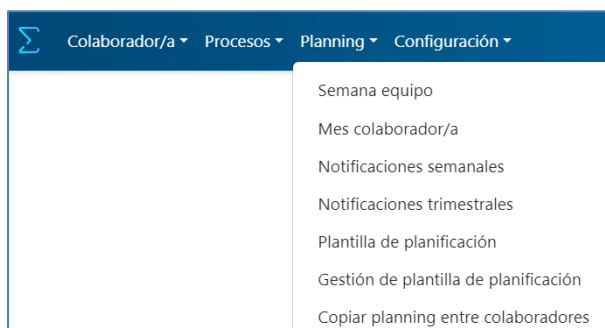 Σ Colaborador/a Procesos Planning Configuración
Semana equipo
Mes colaborador/a
Notificaciones semanales
Notificaciones trimestrales
Plantilla de planificación
Gestión de plantilla de planificación
Copiar planning entre colaboradores